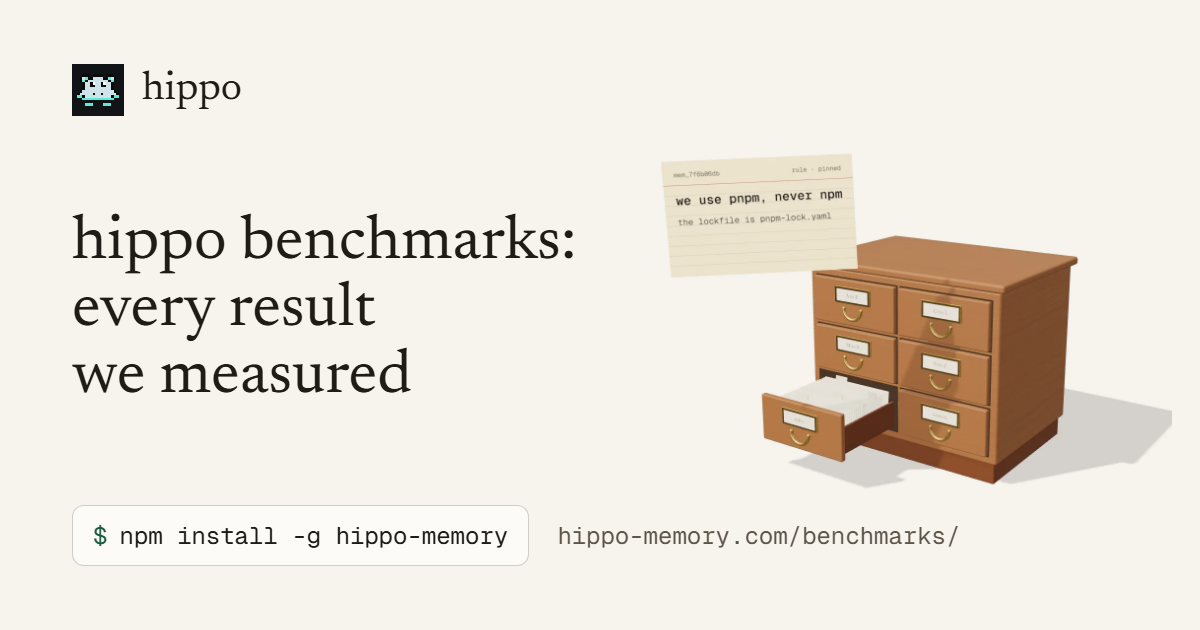 hippo
mem_7f6b06db rule · pinned
we use pnpm, never npm
the lockfile is pnpm-lock.yaml
hippo benchmarks:
every result
we measured
$ npm install -g hippo-memory
hippo-memory.com/benchmarks/